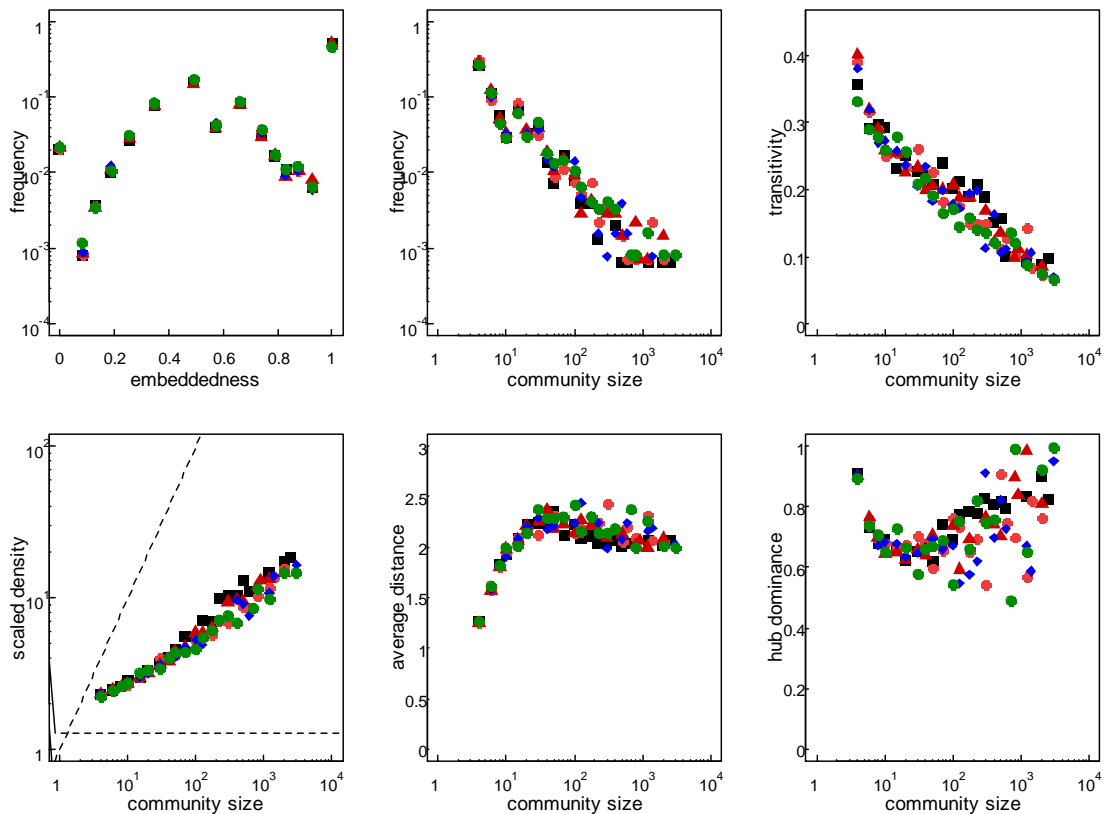 1
10^-1
10^-2
10^-3
10^-4
frequency
0 0.2 0.4 0.6 0.8 1
embeddedness
1
10^-1
10^-2
10^-3
10^-4
frequency
1 10^1 10^2 10^3 10^4
community size
0.4
0.3
0.2
0.1
0
transitivity
1 10^1 10^2 10^3 10^4
community size
10^2
10^1
1
scaled density
1 10^1 10^2 10^3 10^4
community size
3
2.5
2
1.5
1
0.5
0
average distance
1 10^1 10^2 10^3 10^4
community size
1
0.8
0.6
0.4
0.2
0
hub dominance
1 10^1 10^2 10^3 10^4
community size